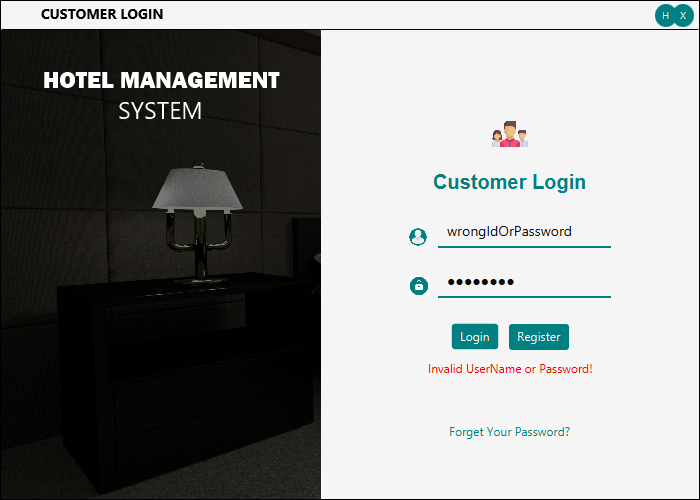 CUSTOMER LOGIN
H X
HOTEL MANAGEMENT
SYSTEM
Customer Login
wrongIdOrPassword
••••••••
Login Register
Invalid UserName or Password!
Forget Your Password?